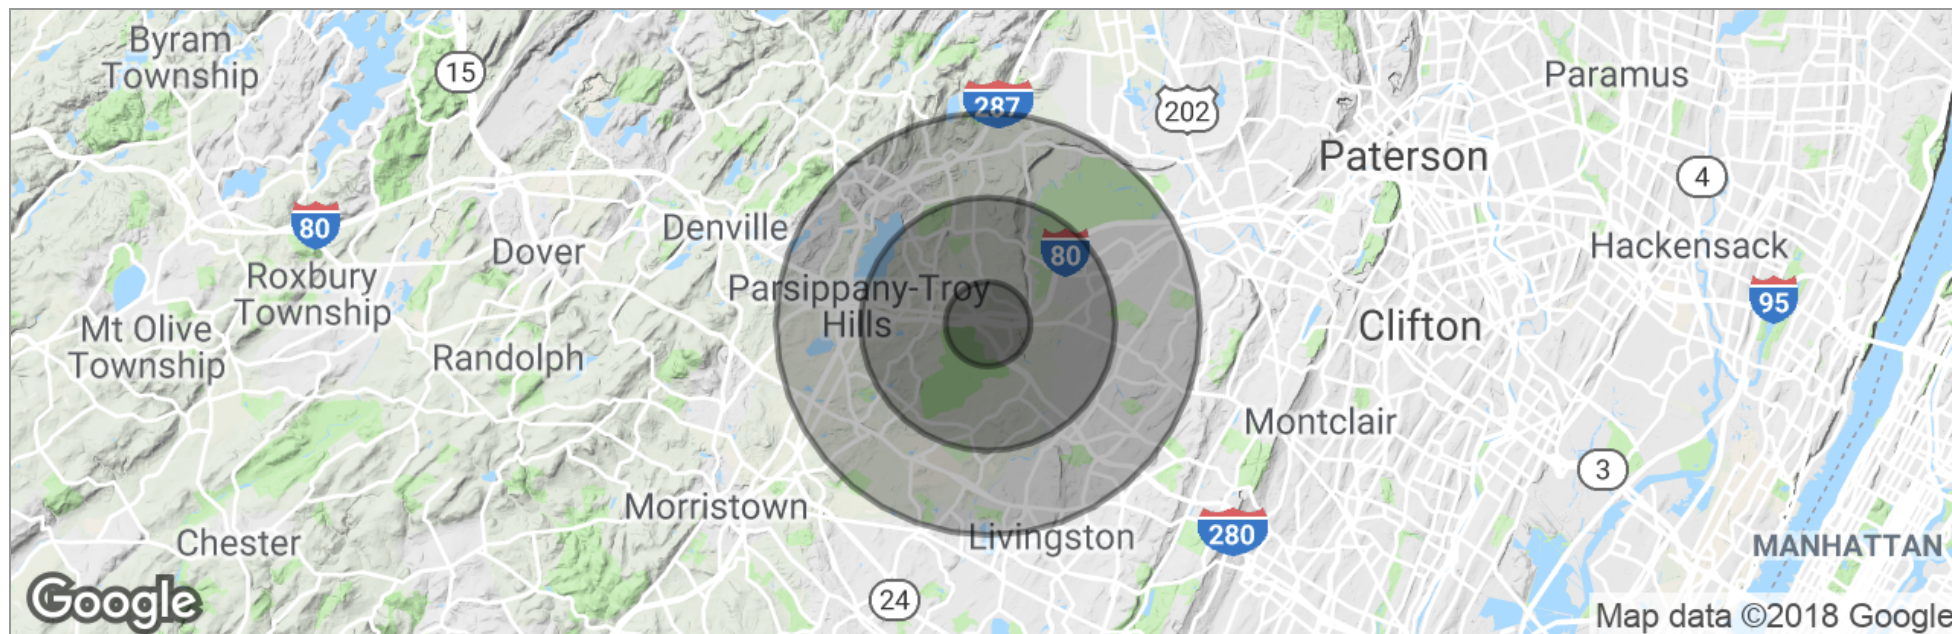 Byram
Township
15
287
202
Paramus
Paterson
4
80
Denville
Dover
80
Hackensack
Roxbury
Township
Parsippany-Troy
Hills
95
Mt Olive
Township
Randolph
Clifton
Montclair
3
Morristown
Chester
Livingston
280
MANHATTAN
24
Google
Map data ©2018 Google